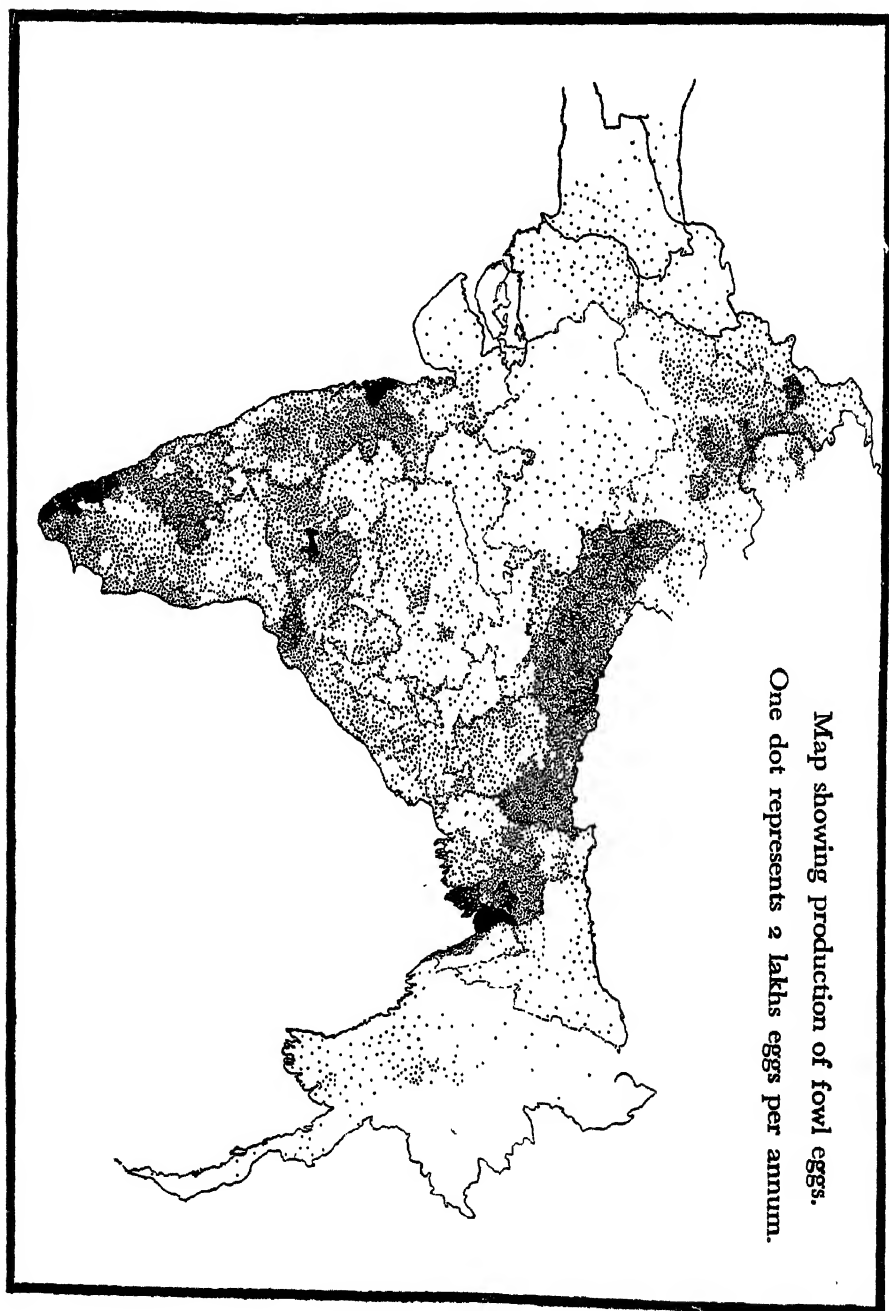 Map showing production of fowl eggs.
One dot represents 2 lakhs eggs per annum.